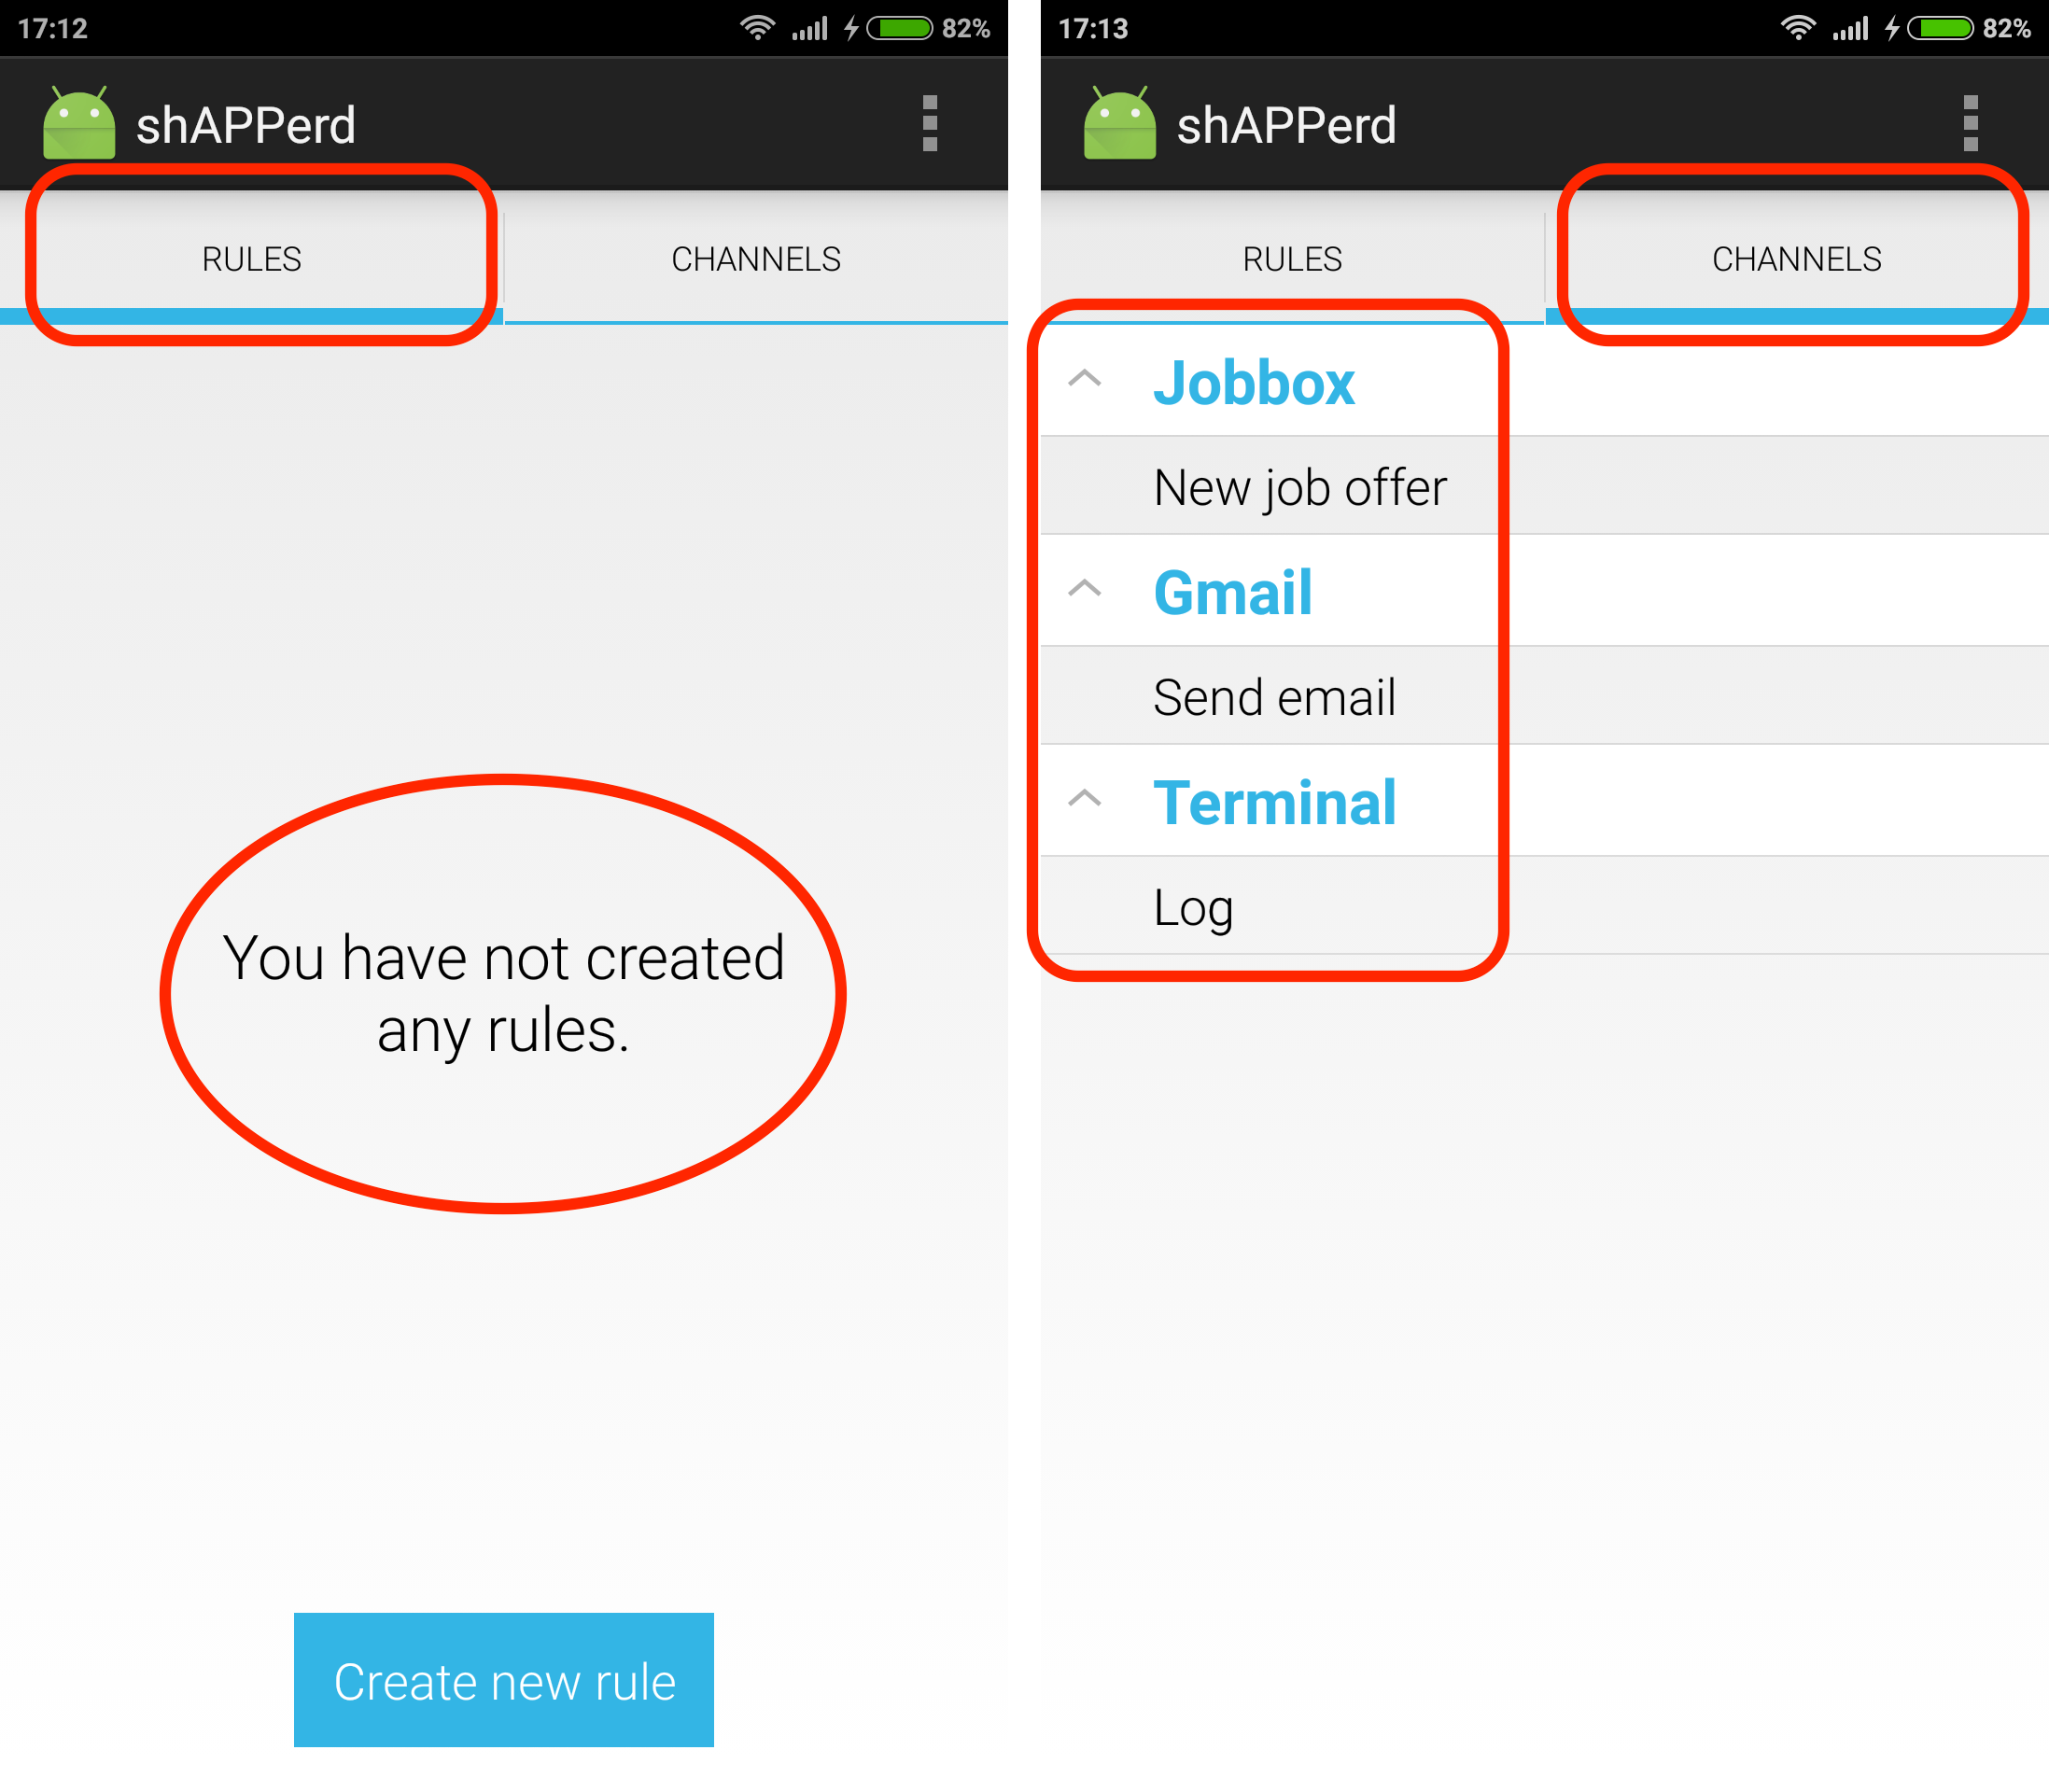 17:12
82%
shAPPerd
RULES
CHANNELS
You have not created
any rules.
Create new rule
17:13
82%
shAPPerd
RULES
CHANNELS
Jobbox
New job offer
Gmail
Send email
Terminal
Log